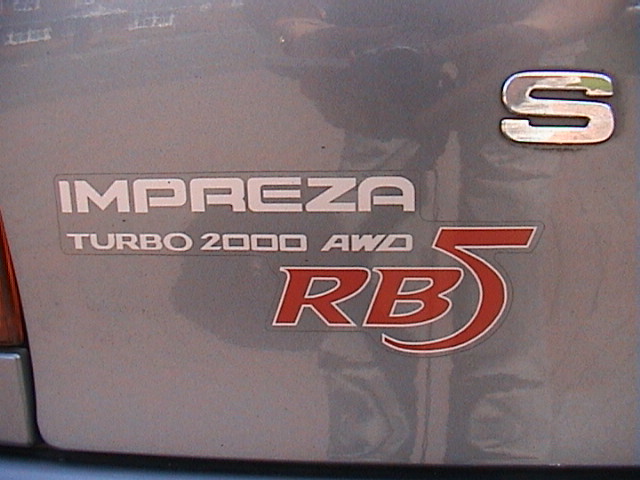 S
IMPREZA
TURBO 2000 AWD
RB5